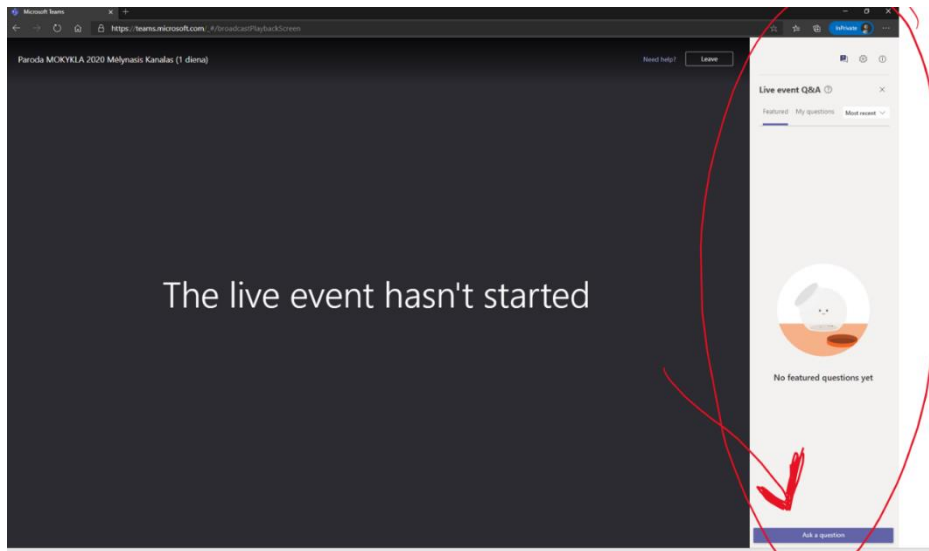 Microsoft Teams
https://teams.microsoft.com/_#/broadcastPlaybackScreen
InPrivate
Paroda MOKYKLA 2020 Mėlynasis Kanalas (1 diena)
Need help?
Leave
Live event Q&A
Featured My questions Most recent
The live event hasn't started
No featured questions yet
Ask a question